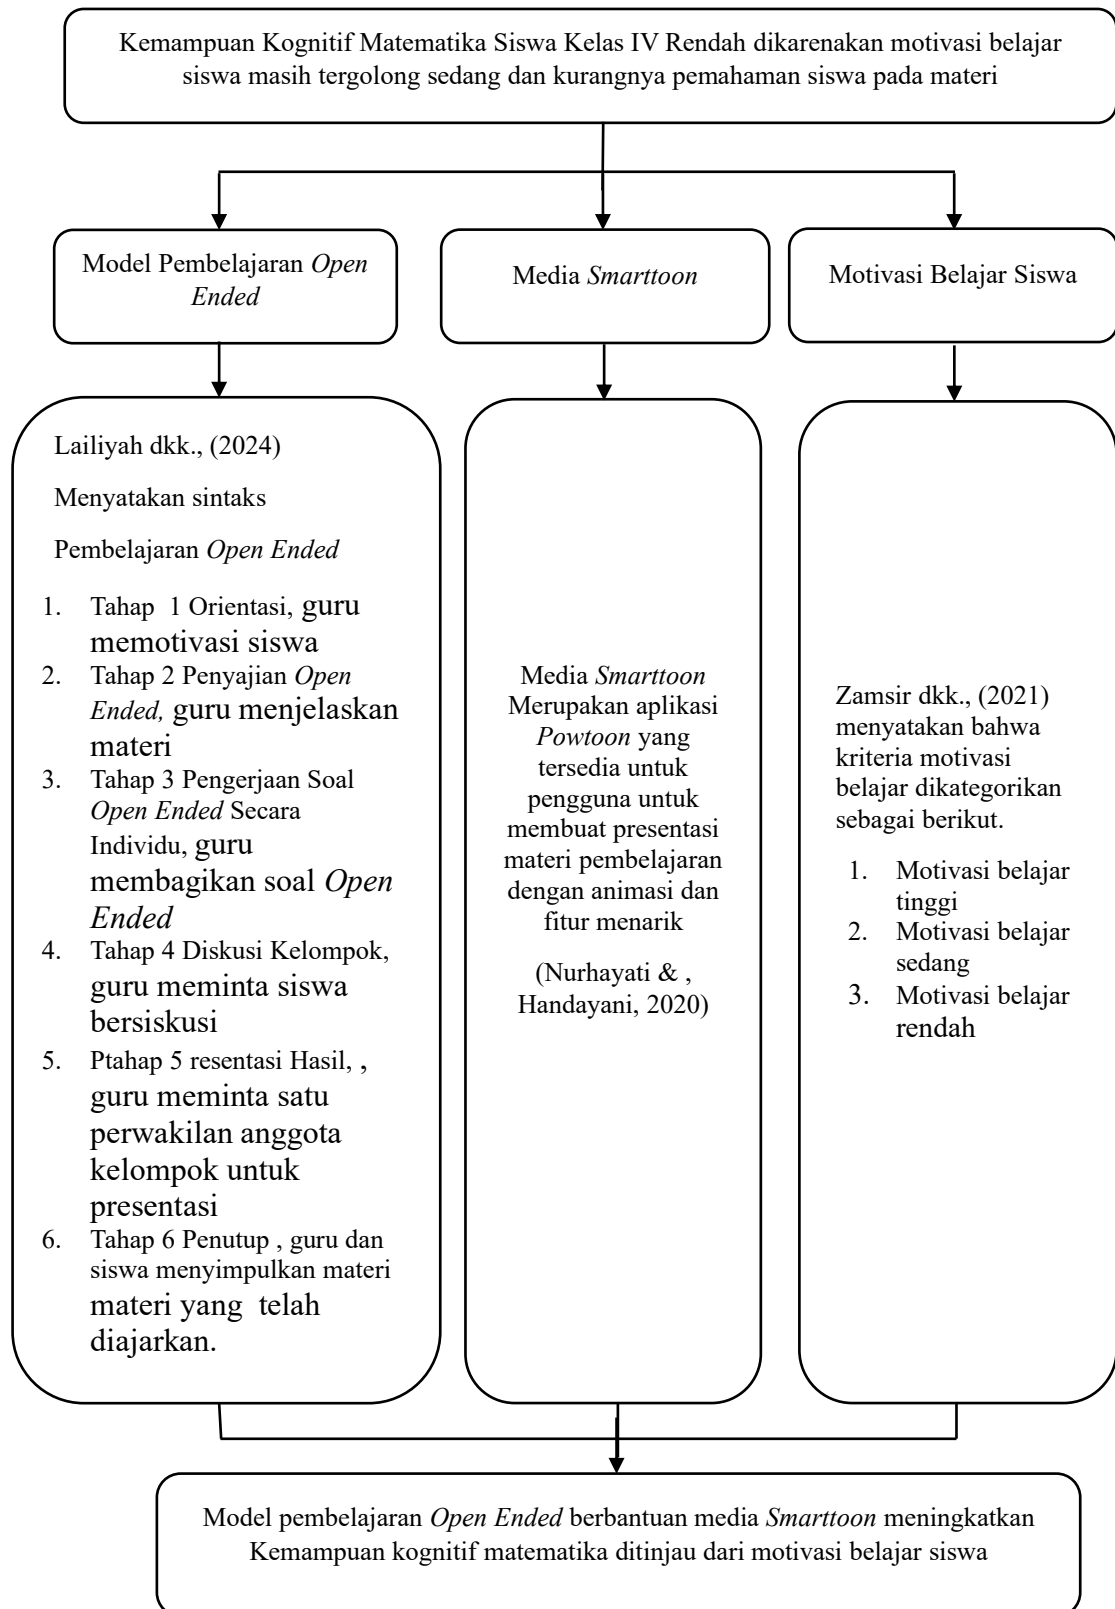 Kemampuan Kognitif Matematika Siswa Kelas IV Rendah dikarenakan motivasi belajar
siswa masih tergolong sedang dan kurangnya pemahaman siswa pada materi
Model Pembelajaran Open
Ended
Media Smarttoon
Motivasi Belajar Siswa
Lailiyah dkk., (2024)
Menyatakan sintaks
Pembelajaran Open Ended
1. Tahap 1 Orientasi, guru
memotivasi siswa
2. Tahap 2 Penyajian Open
Ended, guru menjelaskan
materi
3. Tahap 3 Pengerjaan Soal
Open Ended Secara
Individu, guru
membagikan soal Open
Ended
4. Tahap 4 Diskusi Kelompok,
guru meminta siswa
bersiskusi
5. Ptahap 5 resentasi Hasil, ,
guru meminta satu
perwakilan anggota
kelompok untuk
presentasi
6. Tahap 6 Penutup , guru dan
siswa menyimpulkan materi
materi yang telah
diajarkan.
Media Smarttoon
Merupakan aplikasi
Powtoon yang
tersedia untuk
pengguna untuk
membuat presentasi
materi pembelajaran
dengan animasi dan
fitur menarik
(Nurhayati & ,
Handayani, 2020)
Zamsir dkk., (2021)
menyatakan bahwa
kriteria motivasi
belajar dikategorikan
sebagai berikut.
1. Motivasi belajar
tinggi
2. Motivasi belajar
sedang
3. Motivasi belajar
rendah
Model pembelajaran Open Ended berbantuan media Smarttoon meningkatkan
Kemampuan kognitif matematika ditinjau dari motivasi belajar siswa